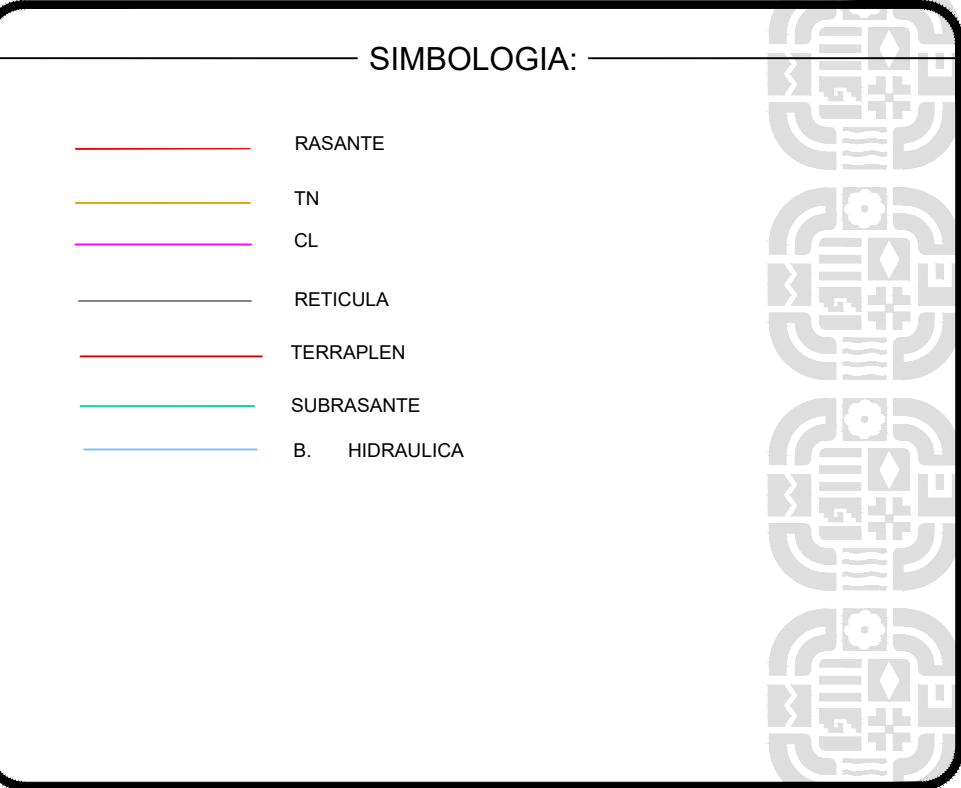 SIMBOLOGIA:
RASANTE
TN
CL
RETICULA
TERRAPLEN
SUBRASANTE
B. HIDRAULICA